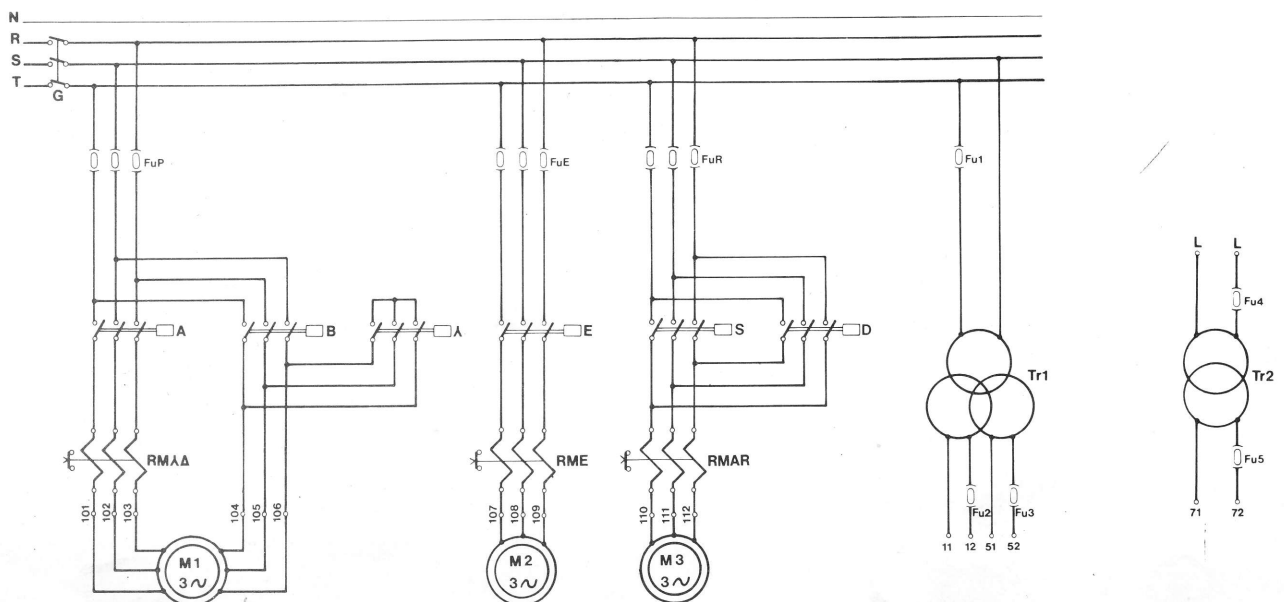 N
R
S
T
G
FuP
FuE
FuR
Fu1
L L
Fu4
A
B
⅄
E
S
D
Tr1
Tr2
RM⅄Δ
RME
RMAR
Fu5
101
102
103
104
105
106
107
108
109
110
111
112
Fu2
Fu3
71 72
11 12 51 52
M1
3∿
M2
3∿
M3
3∿